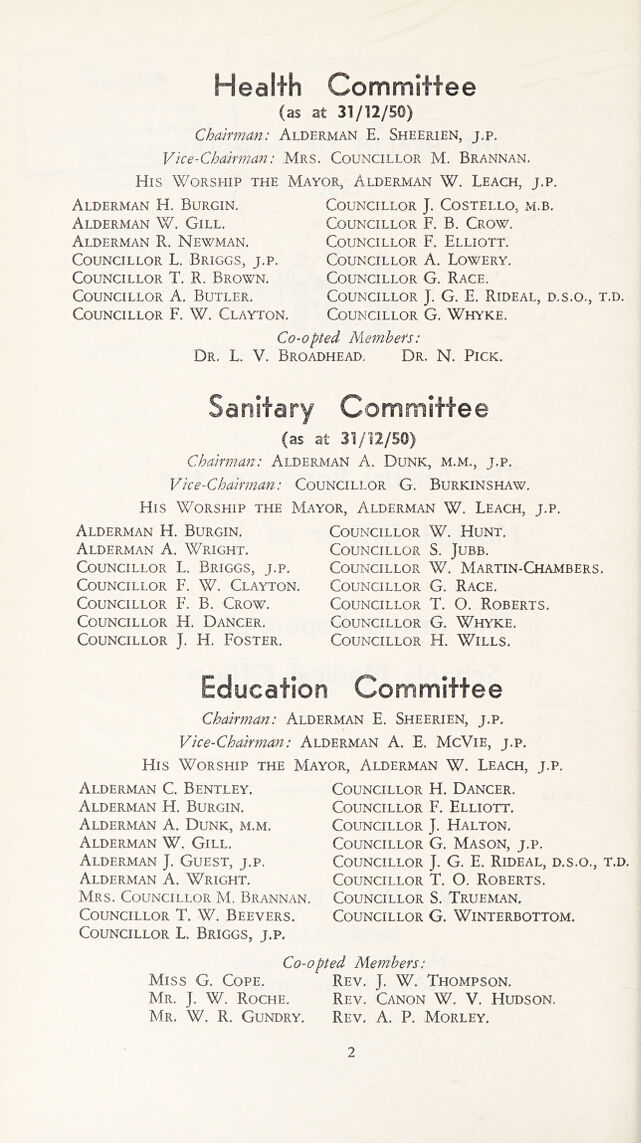 Health Committee
(as at 31/12/50)
Chairman: Alderman E. Sheerien, J.P.
Vice-Chairman: Mrs. Councillor M. Brannan.
His Worship the Mayor, Alderman W. Leach, J.P.
Alderman H. Burgin.
Alderman W. Gill.
Alderman R. Newman.
Councillor L. Briggs, J.P.
Councillor T. R. Brown.
Councillor A. Butler.
Councillor F. W. Clayton.
Councillor J. Costello, M.B.
Councillor F. B. Crow.
Councillor F. Elliott.
Councillor A. Lowery.
Councillor G. Race.
Councillor J. G. E. Rideal, D.S.O., T.D.
Councillor G. Whyke.
Co-opted Members:
Dr. L. V. Broadhead. Dr. N. Pick.
Sanitary Committee
(as at 31/12/50)
Chairman: Alderman A. Dunk, M.M., J.P.
Vice-Chairman: Councillor G. Burkinshaw.
His Worship the Mayor, Alderman W. Leach, J.P.
Alderman H. Burgin.
Alderman A. Wright.
Councillor L. Briggs, J.P.
Councillor F. W. Clayton.
Councillor F. B. Crow.
Councillor H. Dancer.
Councillor J. H. Foster.
Councillor W. Hunt.
Councillor S. Jubb.
Councillor W. Martin-Chambers.
Councillor G. Race.
Councillor T. O. Roberts.
Councillor G. Whyke.
Councillor H. Wills.
Education Committee
Chairman: Alderman E. Sheerien, J.P.
Vice-Chairman: Alderman A. E. McVie, J.P.
His Worship the Mayor, Alderman W. Leach, J.P.
Alderman C. Bentley.
Alderman H. Burgin.
Alderman A. Dunk, M.M.
Alderman W. Gill.
Alderman J. Guest, J.P.
Alderman A. Wright.
Mrs. Councillor M. Brannan.
Councillor T. W. Beevers.
Councillor L. Briggs, J.P.
Councillor H. Dancer.
Councillor F. Elliott.
Councillor J. Halton.
Councillor G. Mason, J.P.
Councillor J. G. E. Rideal, D.S.O., T.D.
Councillor T. O. Roberts.
Councillor S. Trueman.
Councillor G. Winterbottom.
Co-opted Members:
Miss G. Cope.
Mr. J. W. Roche.
Mr. W. R. Gundry.
Rev. J. W. Thompson.
Rev. Canon W. V. Hudson.
Rev. A. P. Morley.
2